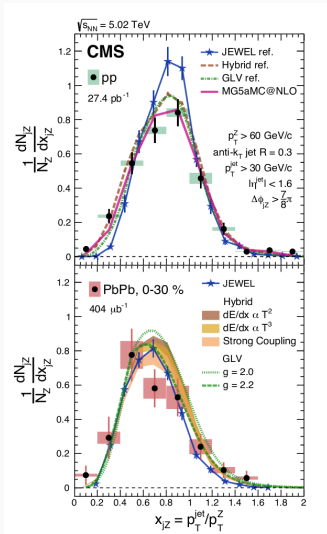 √s_NN = 5.02 TeV
CMS
pp
27.4 pb⁻¹
JEWEL ref.
Hybrid ref.
GLV ref.
MG5aMC@NLO
p_T^Z > 60 GeV/c
anti-k_T jet R = 0.3
p_T^jet > 30 GeV/c
|η^jet| < 1.6
Δφ_jZ > 7/8 π
1/N_Z dN_jZ/dx_jZ
1.2
1
0.8
0.6
0.4
0.2
0
PbPb, 0-30 %
404 μb⁻¹
JEWEL
Hybrid
dE/dx α T²
dE/dx α T³
Strong Coupling
GLV
g = 2.0
g = 2.2
1/N_Z dN_jZ/dx_jZ
1.2
1
0.8
0.6
0.4
0.2
0
0 0.2 0.4 0.6 0.8 1 1.2 1.4 1.6 1.8 2
x_jZ = p_T^jet/p_T^Z